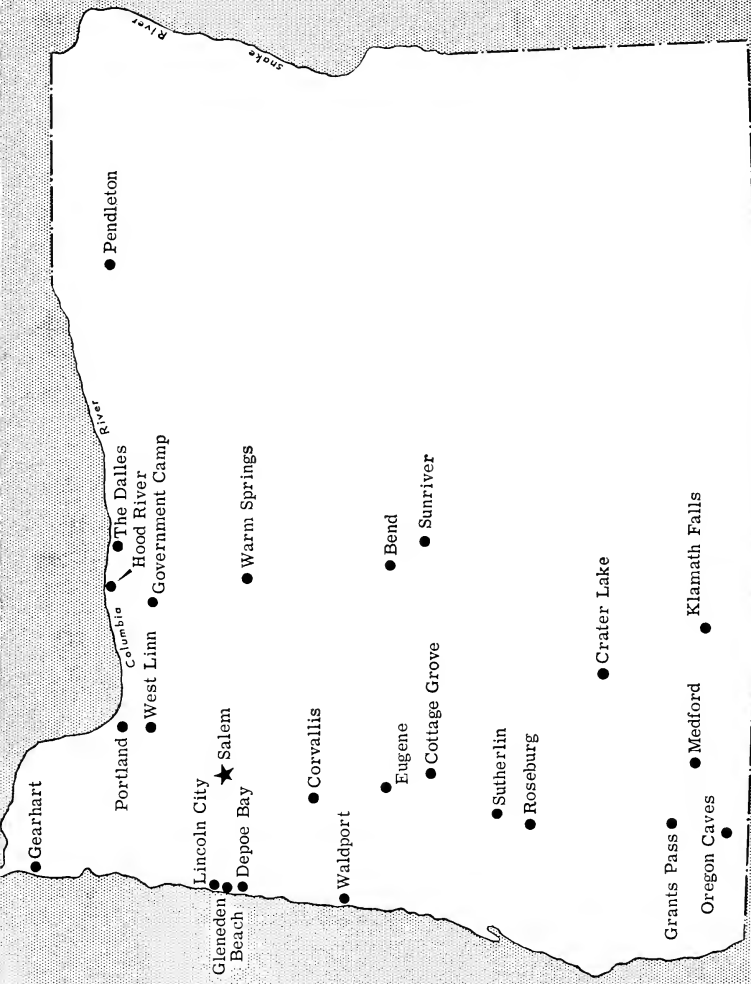 River
Snake
Pendleton
River
The Dalles
Hood River
Government Camp
Columbia
Portland
West Linn
Gearhart
Warm Springs
Salem
Lincoln City
Gleneden
Beach
Depoe Bay
Corvallis
Waldport
Bend
Sunriver
Eugene
Cottage Grove
Sutherlin
Roseburg
Crater Lake
Klamath Falls
Medford
Grants Pass
Oregon Caves